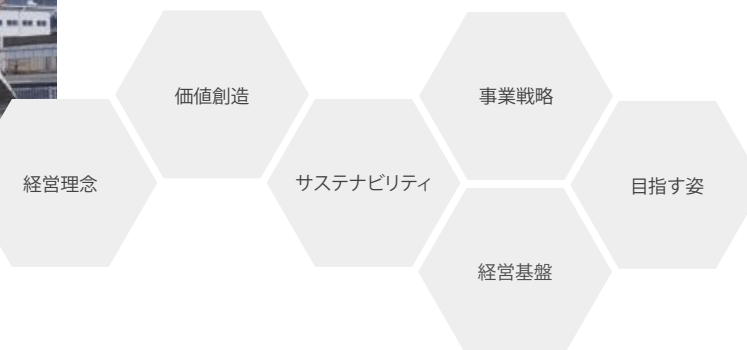 経営理念
価値創造
サステナビリティ
事業戦略
経営基盤
目指す姿